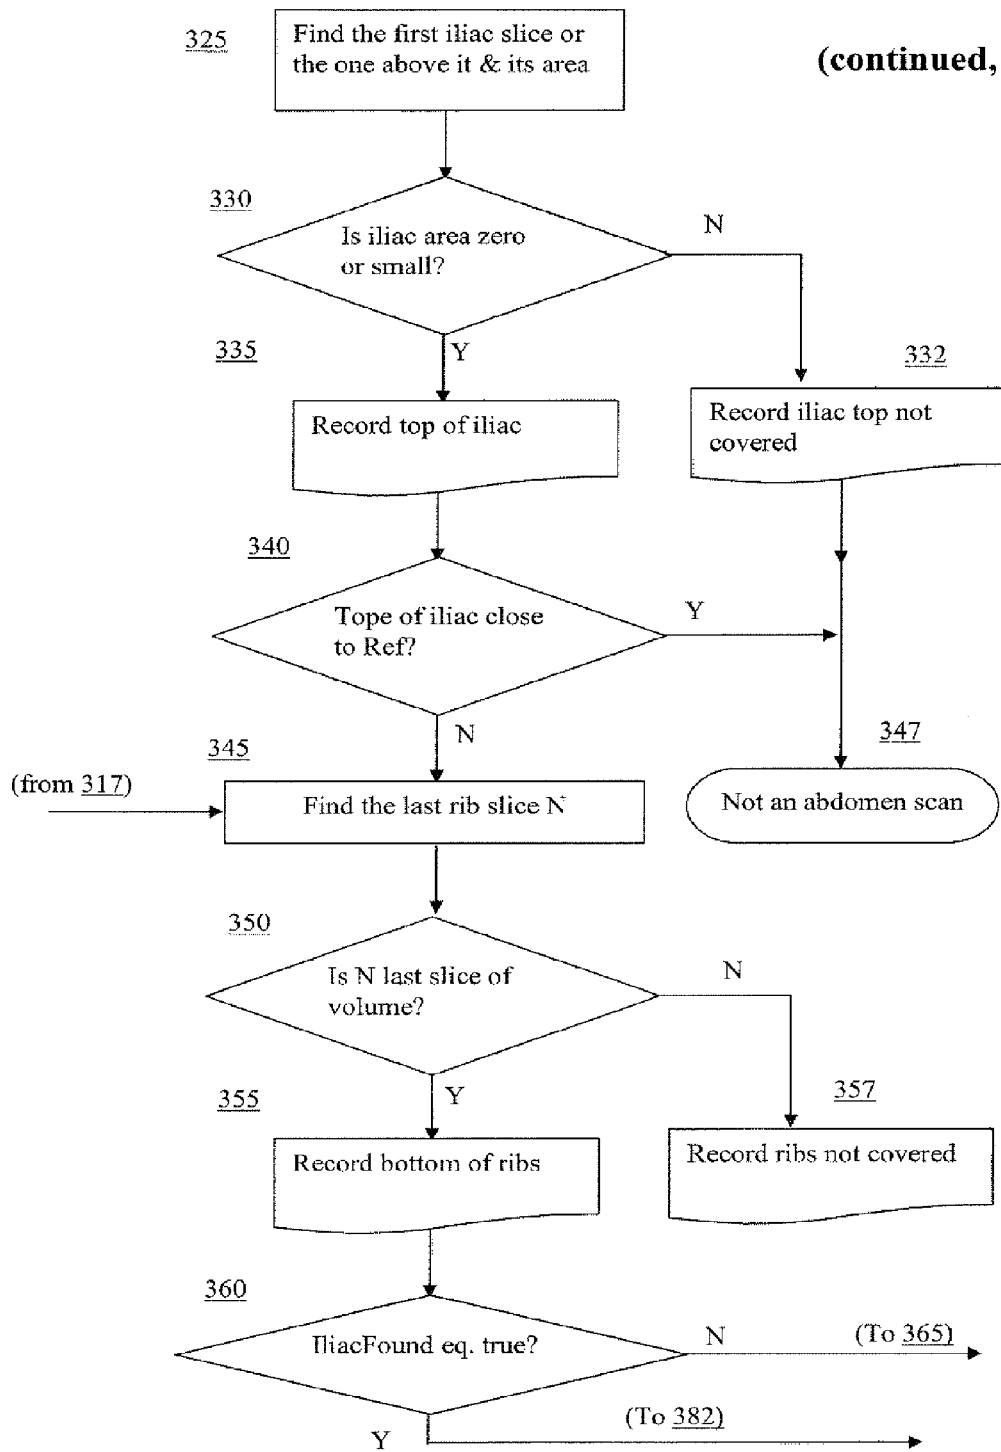 325
Find the first iliac slice or
the one above it & its area
(continued,
330
Is iliac area zero
or small?
N
335
Y
332
Record top of iliac
Record iliac top not
covered
340
Tope of iliac close
to Ref?
Y
N
345
347
(from 317)
Find the last rib slice N
Not an abdomen scan
350
Is N last slice of
volume?
N
355
Y
357
Record bottom of ribs
Record ribs not covered
360
IliacFound eq. true?
N
(To 365)
Y
(To 382)